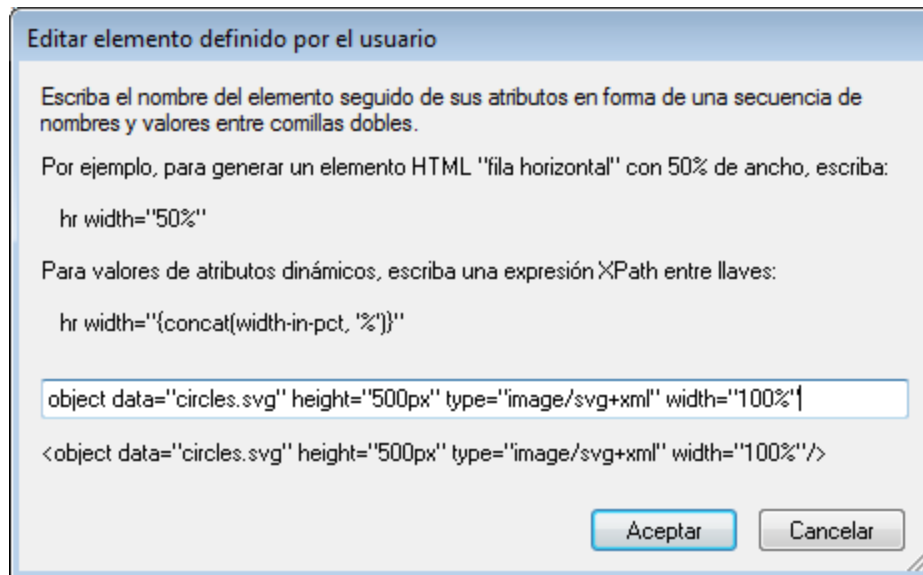 Editar elemento definido por el usuario
Escriba el nombre del elemento seguido de sus atributos en forma de una secuencia de
nombres y valores entre comillas dobles.
Por ejemplo, para generar un elemento HTML "fila horizontal" con 50% de ancho, escriba:
hr width="50%"
Para valores de atributos dinámicos, escriba una expresión XPath entre llaves:
hr width="{concat(width-in-pct, '%')}"
object data="circles.svg" height="500px" type="image/svg+xml" width="100%"
<object data="circles.svg" height="500px" type="image/svg+xml" width="100%"/>
Aceptar Cancelar